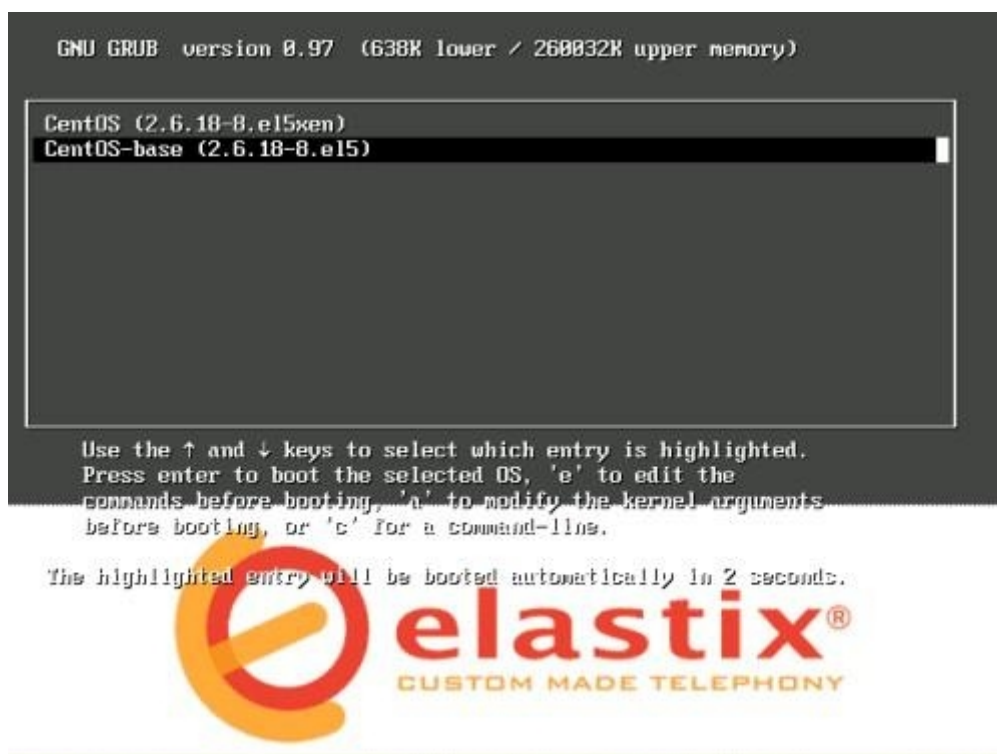 GNU GRUB version 0.97 (638K lower / 260032K upper memory)
CentOS (2.6.18-8.el5xen)
CentOS-base (2.6.18-8.el5)
Use the ↑ and ↓ keys to select which entry is highlighted.
Press enter to boot the selected OS, 'e' to edit the
commands before booting, 'a' to modify the kernel arguments
before booting, or 'c' for a command-line.
The highlighted entry will be booted automatically in 2 seconds.
elastix®
CUSTOM MADE TELEPHONY